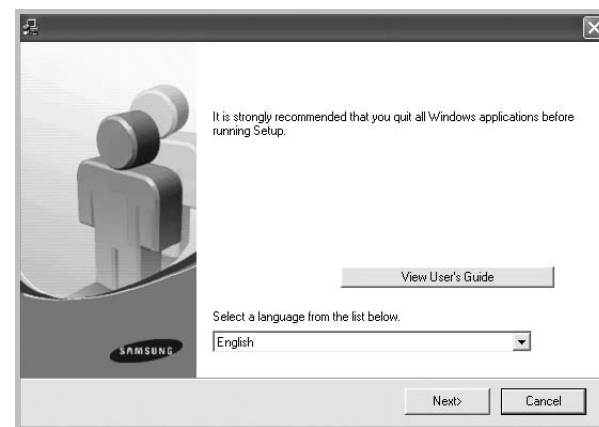 It is strongly recommended that you quit all Windows applications before
running Setup.
View User's Guide
Select a language from the list below.
English
SAMSUNG
Next>
Cancel